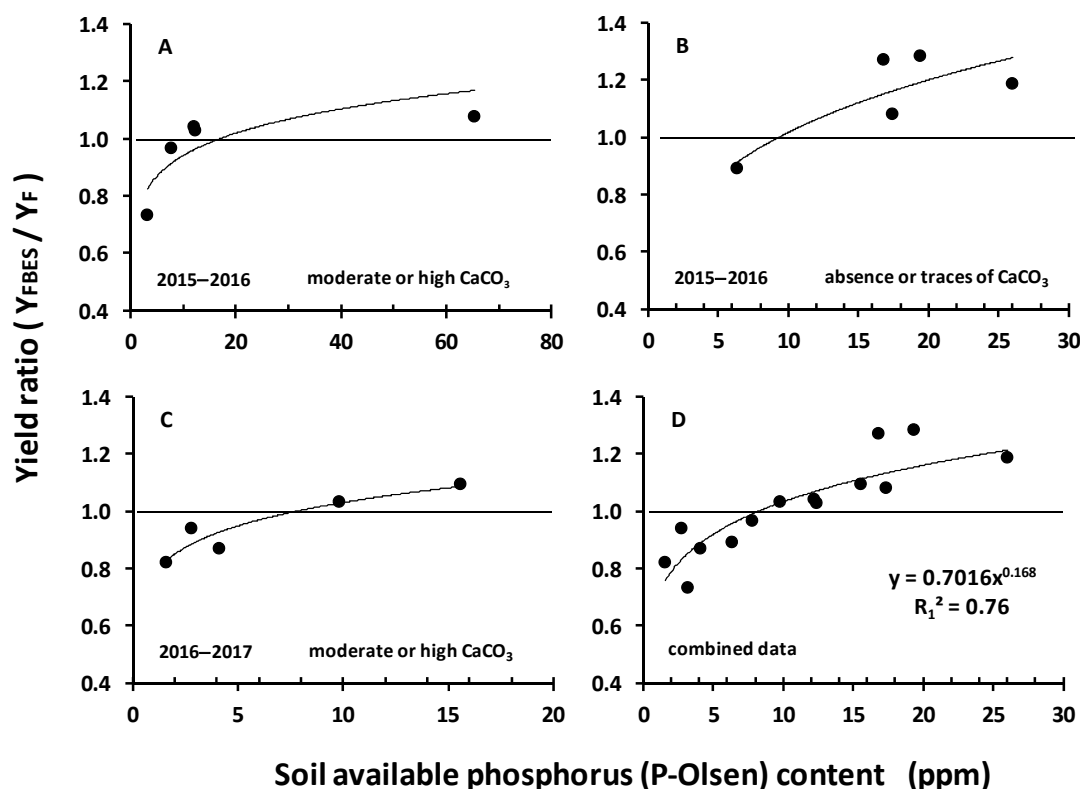 Yield ratio ( YFBES / YF )
1.4
1.2
1.0
0.8
0.6
0.4
A
2015–2016 moderate or high CaCO₃
0 20 40 60 80
1.4
1.2
1.0
0.8
0.6
0.4
B
2015–2016 absence or traces of CaCO₃
0 5 10 15 20 25 30
1.4
1.2
1.0
0.8
0.6
0.4
C
2016–2017 moderate or high CaCO₃
0 5 10 15 20
1.4
1.2
1.0
0.8
0.6
0.4
D
y = 0.7016x^0.168
R₁² = 0.76
combined data
0 5 10 15 20 25 30
Soil available phosphorus (P-Olsen) content (ppm)